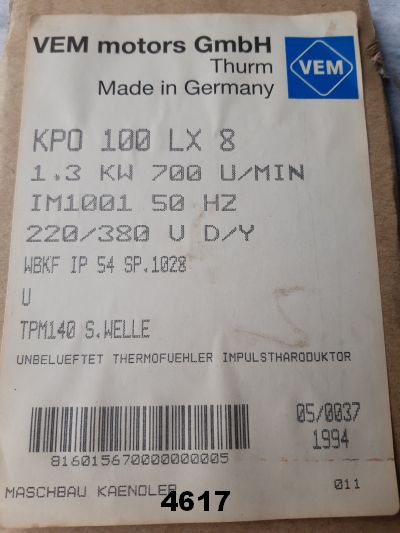 VEM motors GmbH
Thurm
Made in Germany
VEM
KPO 100 LX 8
1.3 KW 700 U/MIN
IM1001 50 HZ
220/380 V D/Y
WBKF IP 54 SP.1028
U
TPM140 S.WELLE
UNBELUEFTET THERMOFUEHLER IMPULSTHARODUKTOR
05/0037
1994
816015670000000005
MASCHBAU KAENDLER
011
4617